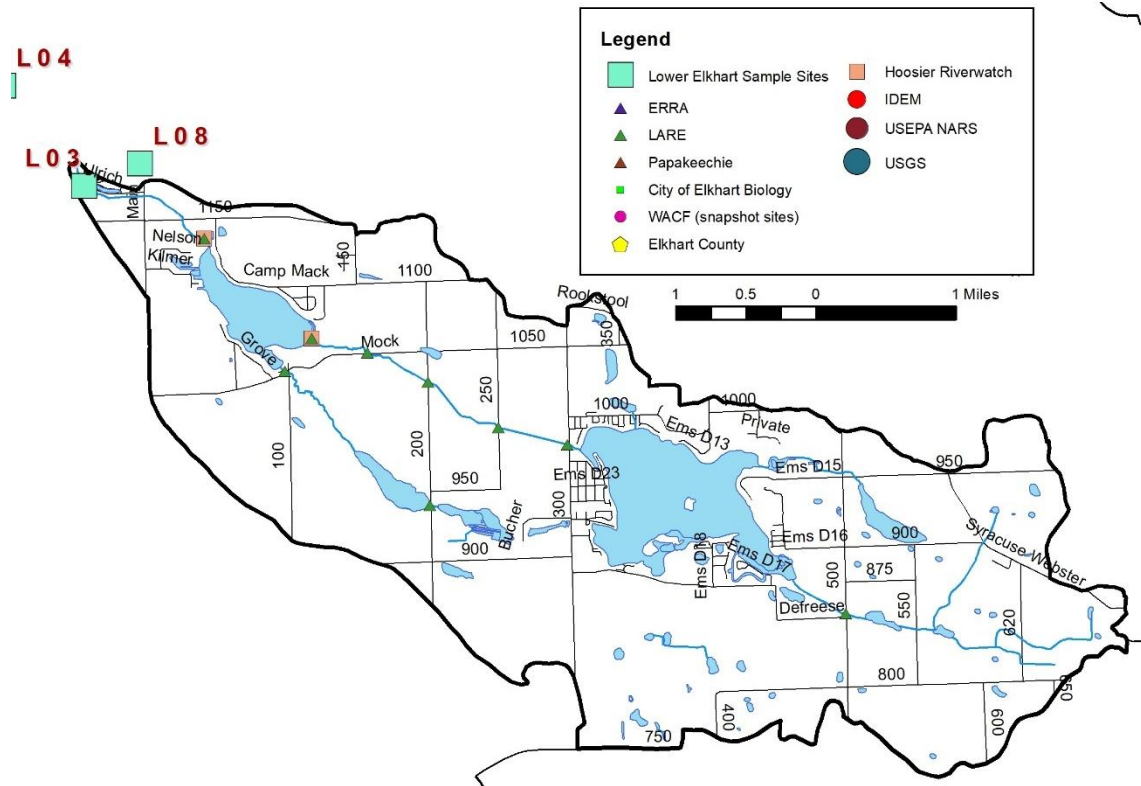 L04
L08
L03
Legend
Lower Elkhart Sample Sites
ERRA
LARE
Papakeechie
City of Elkhart Biology
WACF (snapshot sites)
Elkhart County
Hoosier Riverwatch
IDEM
USEPA NARS
USGS
1 0.5 0 1 Miles
Ulrich
Main
1150
Nelson
Kilmer
150
Camp Mack
1100
Rookstool
350
1050
Mock
Grove
250
1000
1000
Private
Ems D13
100
200
950
Ems D23
Ems D15
950
300
Bucher
900
900
Ems D16
Ems D18
Ems D17
500
875
Syracuse Webster
Defreese
550
620
800
650
400
600
750